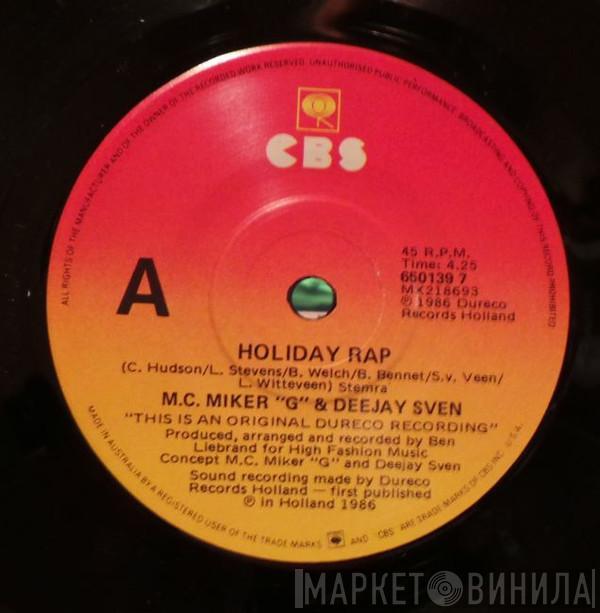 ALL RIGHTS OF THE MANUFACTURER AND OF THE OWNER OF THE RECORDED WORK RESERVED. UNAUTHORISED PUBLIC PERFORMANCE, BROADCASTING AND COPYING OF THIS RECORD PROHIBITED
CBS
45 R.P.M.
Time: 4.25
650139 7
MX218693
℗ 1986 Dureco
Records Holland
A
HOLIDAY RAP
(C. Hudson/L. Stevens/B. Welch/B. Bennet/S.v. Veen/
L. Witteveen) Stemra
M.C. MIKER "G" & DEEJAY SVEN
"THIS IS AN ORIGINAL DURECO RECORDING"
Produced, arranged and recorded by Ben
Liebrand for High Fashion Music
Concept M.C. Miker "G" and Deejay Sven
Sound recording made by Dureco
Records Holland — first published
℗ in Holland 1986
MADE IN AUSTRALIA BY A REGISTERED USER OF THE TRADE MARKS AND CBS ARE TRADE MARKS OF CBS INC. U.S.A.
МАРКЕТ ВИНИЛА